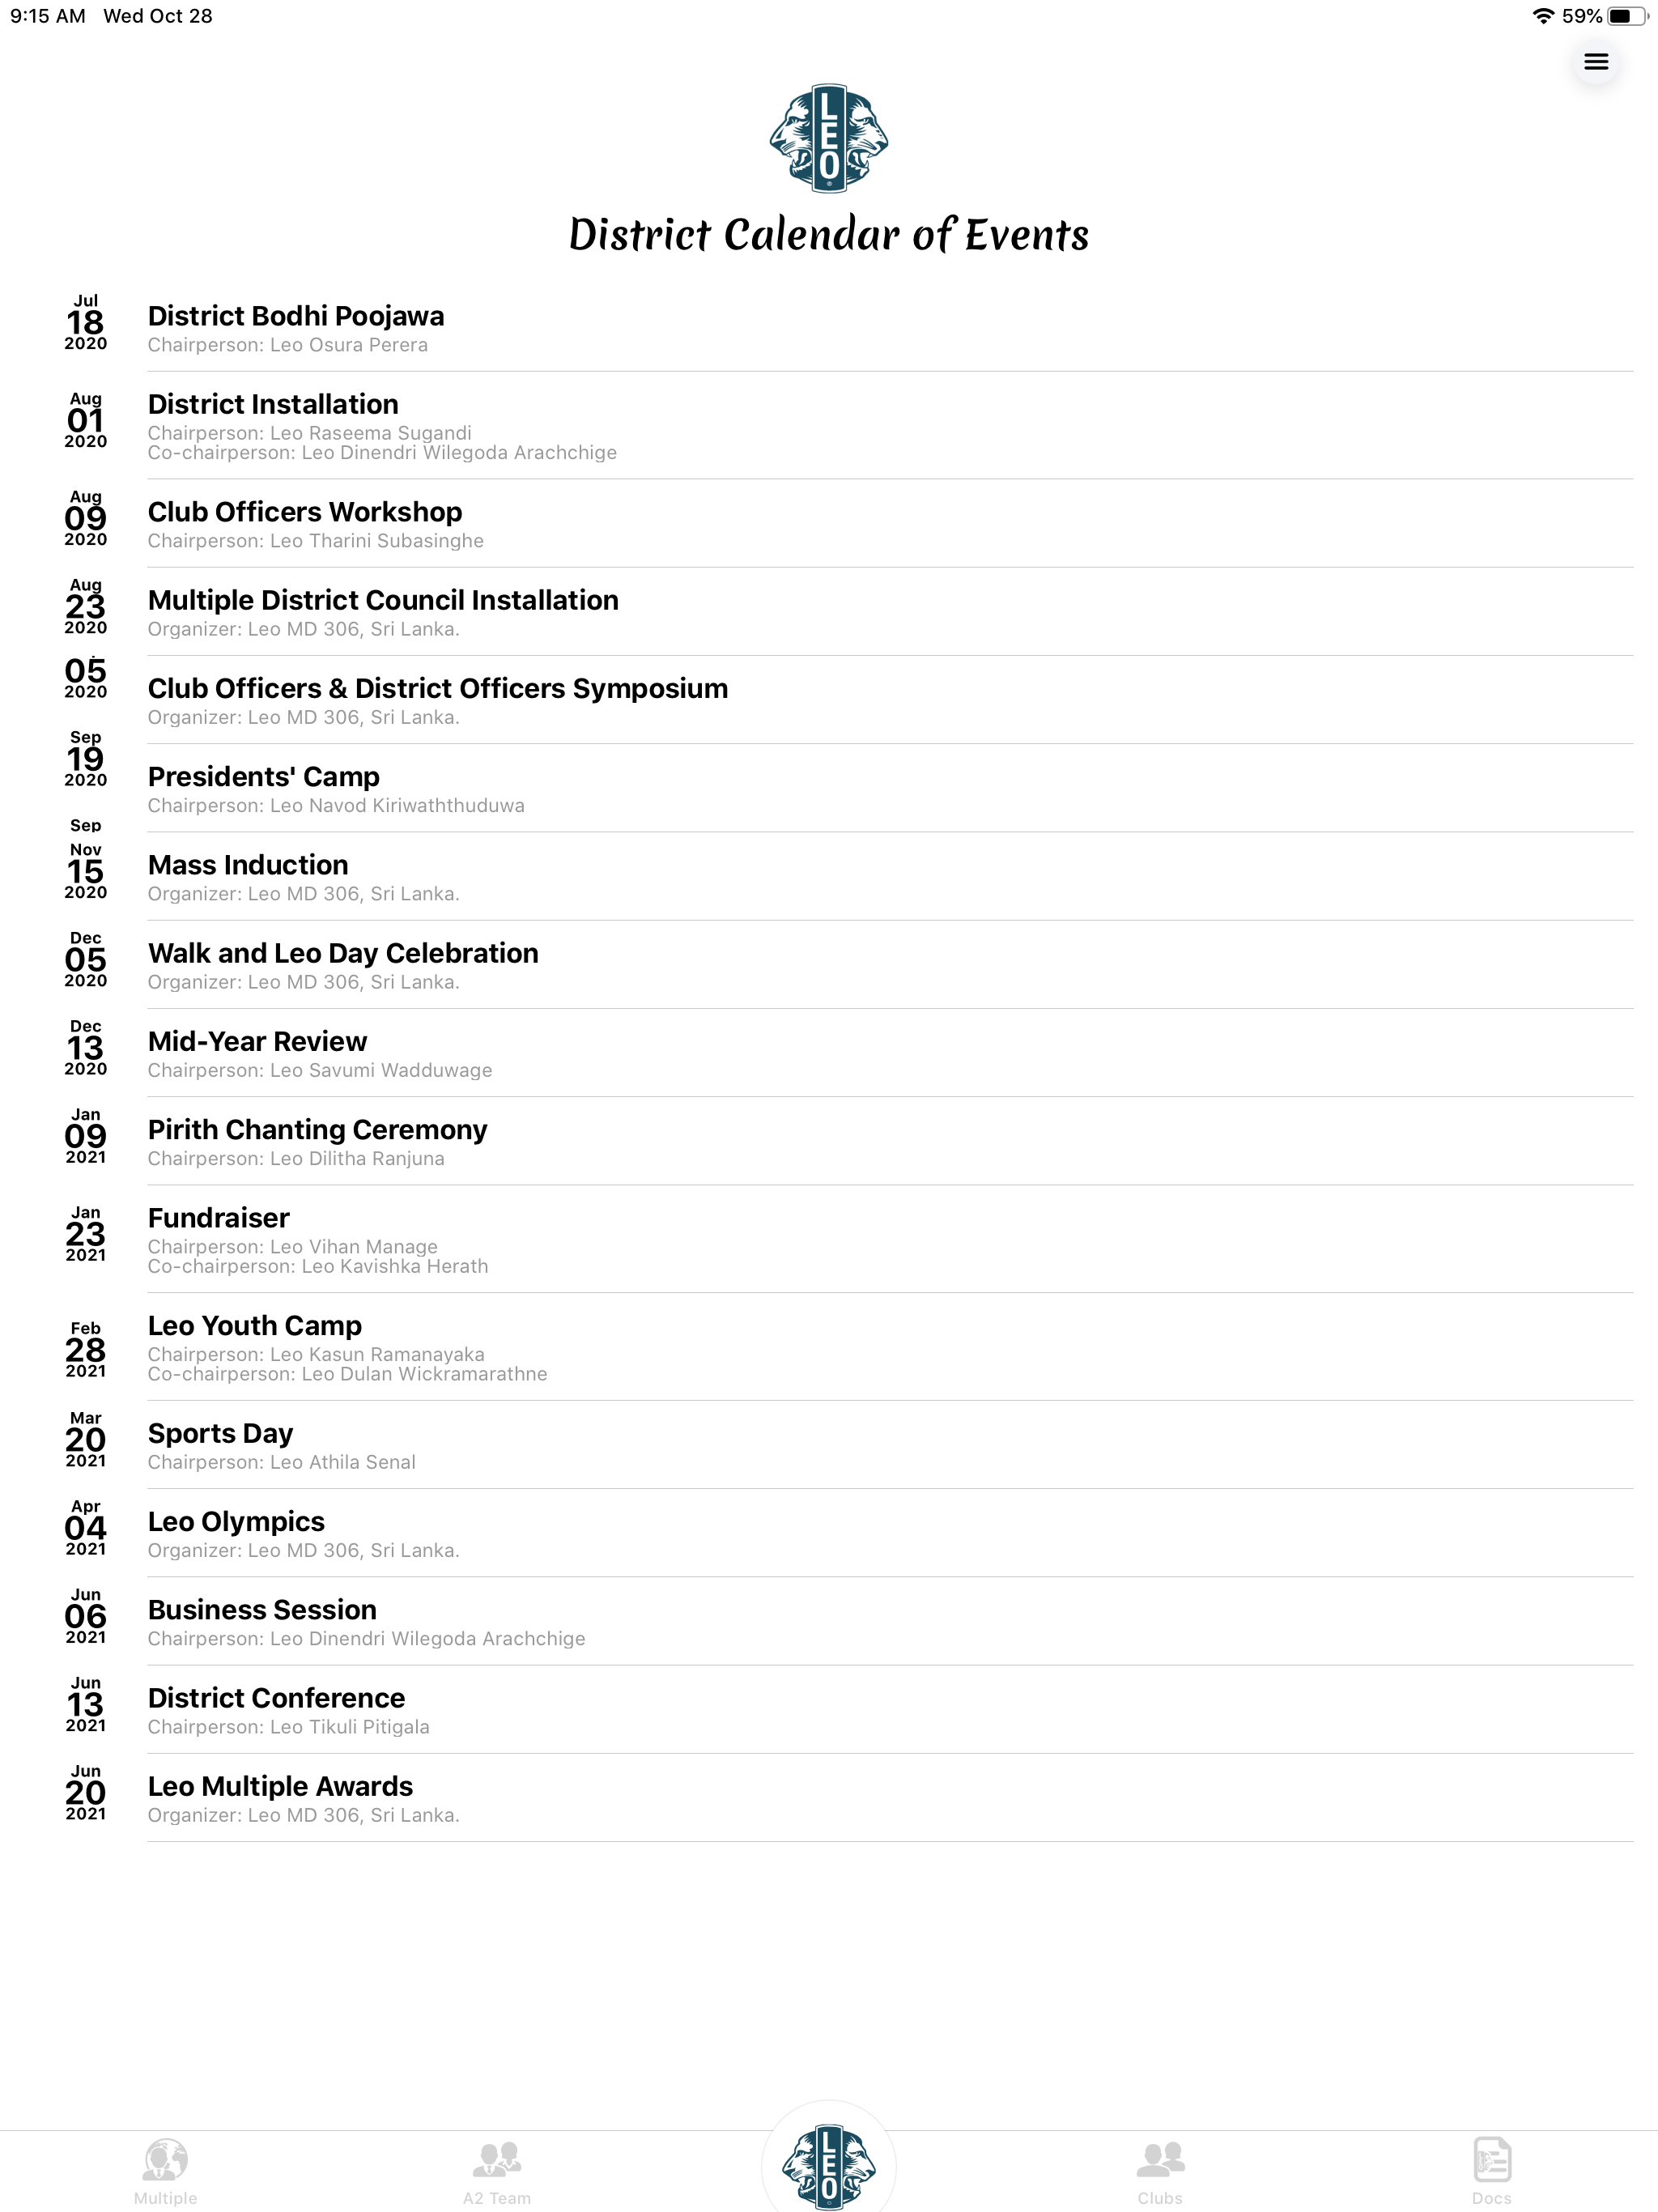 9:15 AM Wed Oct 28
59%
LEO
District Calendar of Events
Jul
18
2020
District Bodhi Poojawa
Chairperson: Leo Osura Perera
Aug
01
2020
District Installation
Chairperson: Leo Raseema Sugandi
Co-chairperson: Leo Dinendri Wilegoda Arachchige
Aug
09
2020
Club Officers Workshop
Chairperson: Leo Tharini Subasinghe
Aug
23
2020
Multiple District Council Installation
Organizer: Leo MD 306, Sri Lanka.
05
2020
Club Officers & District Officers Symposium
Organizer: Leo MD 306, Sri Lanka.
Sep
19
2020
Presidents' Camp
Chairperson: Leo Navod Kiriwaththuduwa
Sep
Nov
15
2020
Mass Induction
Organizer: Leo MD 306, Sri Lanka.
Dec
05
2020
Walk and Leo Day Celebration
Organizer: Leo MD 306, Sri Lanka.
Dec
13
2020
Mid-Year Review
Chairperson: Leo Savumi Wadduwage
Jan
09
2021
Pirith Chanting Ceremony
Chairperson: Leo Dilitha Ranjuna
Jan
23
2021
Fundraiser
Chairperson: Leo Vihan Manage
Co-chairperson: Leo Kavishka Herath
Feb
28
2021
Leo Youth Camp
Chairperson: Leo Kasun Ramanayaka
Co-chairperson: Leo Dulan Wickramarathne
Mar
20
2021
Sports Day
Chairperson: Leo Athila Senal
Apr
04
2021
Leo Olympics
Organizer: Leo MD 306, Sri Lanka.
Jun
06
2021
Business Session
Chairperson: Leo Dinendri Wilegoda Arachchige
Jun
13
2021
District Conference
Chairperson: Leo Tikuli Pitigala
Jun
20
2021
Leo Multiple Awards
Organizer: Leo MD 306, Sri Lanka.
Multiple
A2 Team
LEO
Clubs
Docs